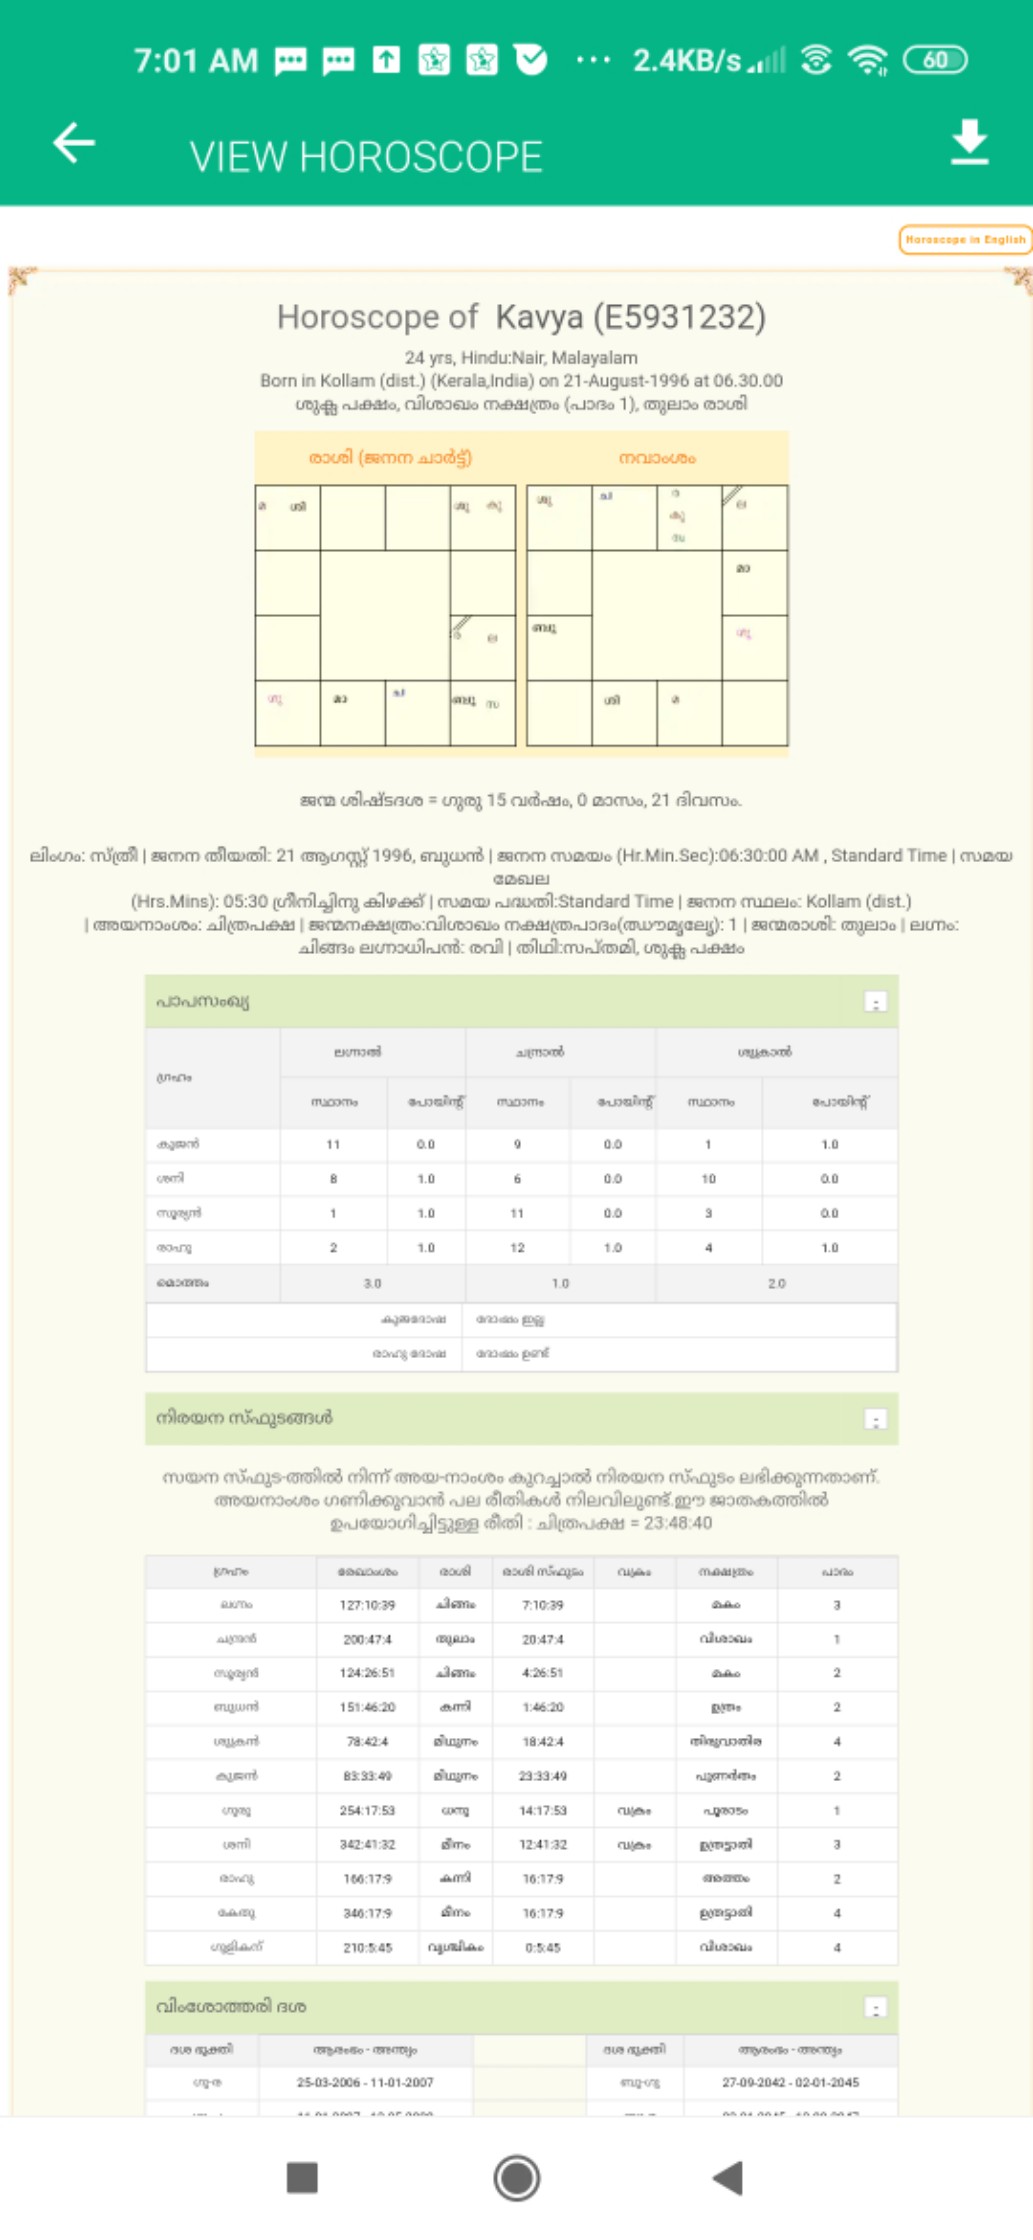 7:01 AM ... 2.4KB/s 60
VIEW HOROSCOPE
Horoscope in English
Horoscope of Kavya (E5931232)
24 yrs, Hindu:Nair, Malayalam
Born in Kollam (dist.) (Kerala,India) on 21-August-1996 at 06.30.00
ശുക്ല പക്ഷം, വിശാഖം നക്ഷത്രം (പാദം 1), തുലാം രാശി
രാശി (ജനന ചാർട്ട്) നവാംശം
മ ശി ശു കു ശു ച ര കു സ ല
മാ
ര ല ബു ഗു
ഗു മാ ച ബു സ ശി മ
ജന്മ ശിഷ്ടദശ = ഗുരു 15 വർഷം, 0 മാസം, 21 ദിവസം.
ലിംഗം: സ്ത്രീ | ജനന തീയതി: 21 ആഗസ്റ്റ് 1996, ബുധൻ | ജനന സമയം (Hr.Min.Sec):06:30:00 AM , Standard Time | സമയ
മേഖല
(Hrs.Mins): 05:30 ഗ്രീനിച്ചിനു കിഴക്ക് | സമയ പദ്ധതി:Standard Time | ജനന സ്ഥലം: Kollam (dist.)
| അയനാംശം: ചിത്രപക്ഷ | ജന്മനക്ഷത്രം:വിശാഖം 1 | ജന്മരാശി: തുലാം | ലഗ്നം:
ചിങ്ങം ലഗ്നാധിപൻ: രവി | തിഥി:സപ്തമി, ശുക്ല പക്ഷം
പാപസംഖ്യ
ഗ്രഹം ലഗ്നാൽ ചന്ദ്രാൽ ശുക്രാൽ
സ്ഥാനം പോയിന്റ് സ്ഥാനം പോയിന്റ് സ്ഥാനം പോയിന്റ്
കുജൻ 11 0.0 9 0.0 1 1.0
ശനി 8 1.0 6 0.0 10 0.0
സൂര്യൻ 1 1.0 11 0.0 3 0.0
രാഹു 2 1.0 12 1.0 4 1.0
മൊത്തം 3.0 1.0 2.0
കുജദോഷ ദോഷം ഇല്ല
രാഹു ദോഷ ദോഷം ഉണ്ട്
നിരയന സ്ഫുടങ്ങൾ
സയന സ്ഫുട-ത്തിൽ നിന്ന് അയ-നാംശം കുറച്ചാൽ നിരയന സ്ഫുടം ലഭിക്കുന്നതാണ്.
അയനാംശം ഗണിക്കുവാൻ പല രീതികൾ നിലവിലുണ്ട്.ഈ ജാതകത്തിൽ
ഉപയോഗിച്ചിട്ടുള്ള രീതി : ചിത്രപക്ഷ = 23:48:40
ഗ്രഹം രേഖാംശം രാശി രാശി സ്ഫുടം വക്രം നക്ഷത്രം പാദം
ലഗ്നം 127:10:39 ചിങ്ങം 7:10:39 മകം 3
ചന്ദ്രൻ 200:47:4 തുലാം 20:47:4 വിശാഖം 1
സൂര്യൻ 124:26:51 ചിങ്ങം 4:26:51 മകം 2
ബുധൻ 151:46:20 കന്നി 1:46:20 ഉത്രം 2
ശുക്രൻ 78:42:4 മിഥുനം 18:42:4 തിരുവാതിര 4
കുജൻ 83:33:49 മിഥുനം 23:33:49 പുണർതം 2
ഗുരു 254:17:53 ധനു 14:17:53 വക്രം പൂരാടം 1
ശനി 342:41:32 മീനം 12:41:32 വക്രം ഉത്രട്ടാതി 3
രാഹു 166:17:9 കന്നി 16:17:9 അത്തം 2
കേതു 346:17:9 മീനം 16:17:9 ഉത്രട്ടാതി 4
ഗുളികന് 210:5:45 വൃശ്ചികം 0:5:45 വിശാഖം 4
വിംശോത്തരി ദശ
ദശ ഭുക്തി ആരംഭം - അന്ത്യം ദശ ഭുക്തി ആരംഭം - അന്ത്യം
ഗു-ര 25-03-2006 - 11-01-2007 ബു-ഗു 27-09-2042 - 02-01-2045